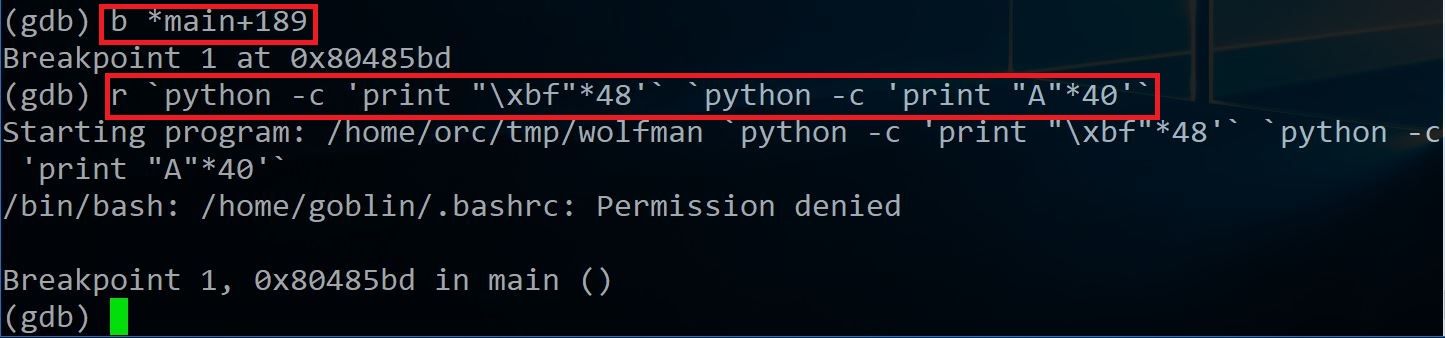 (gdb) b *main+189
Breakpoint 1 at 0x80485bd
(gdb) r `python -c 'print "\xbf"*48'` `python -c 'print "A"*40'`
Starting program: /home/orc/tmp/wolfman `python -c 'print "\xbf"*48'` `python -c
 'print "A"*40'`
/bin/bash: /home/goblin/.bashrc: Permission denied
Breakpoint 1, 0x80485bd in main ()
(gdb)